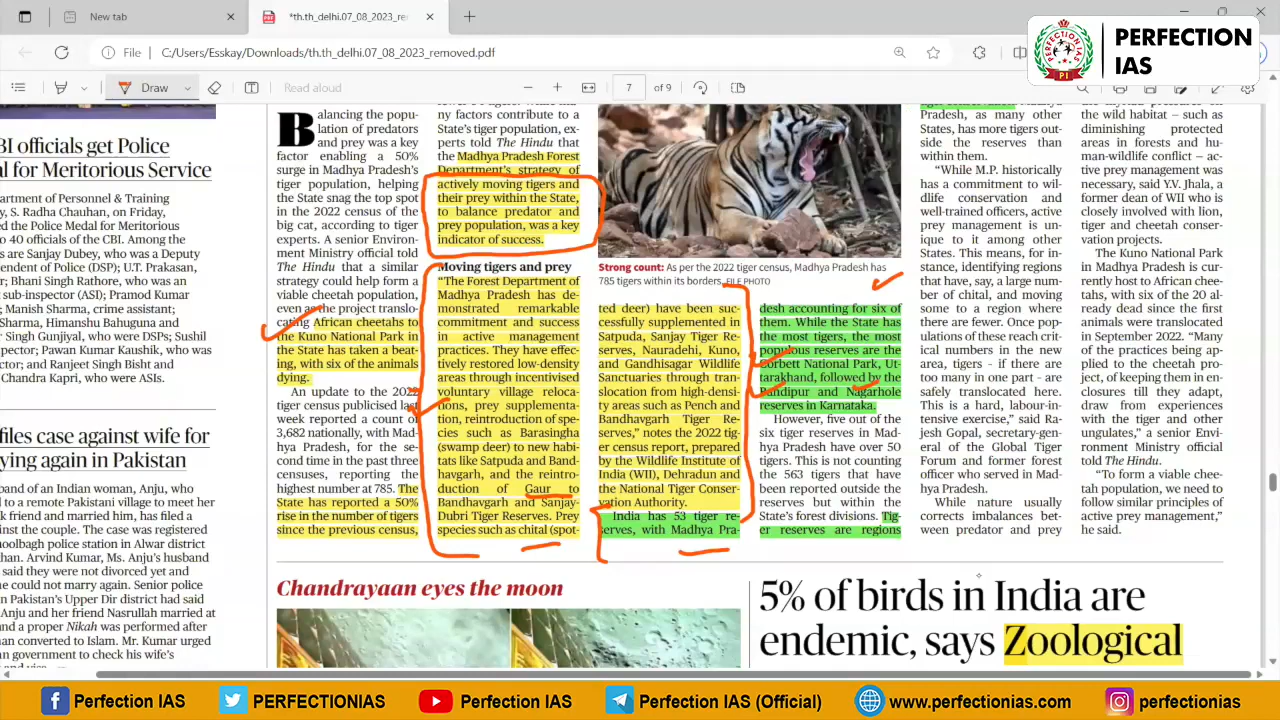 New tab
*th.th_delhi.07_08_2023_rem
File
C:/Users/Esskay/Downloads/th.th_delhi.07_08_2023_removed.pdf
PERFECTION
IAS
Draw
Read aloud
7
of 9
BI officials get Police
al for Meritorious Service
artment of Personnel & Training
y, S. Radha Chauhan, on Friday,
ed the Police Medal for Meritorious
o 40 officials of the CBI. Among the
are Sanjay Dubey, who was a Deputy
endent of Police (DSP); U.T. Prakasan,
; Bhani Singh Rathore, who was an
t sub-inspector (ASI); Pramod Kumar
; Manish Sharma, crime assistant;
r Sharma, Himanshu Bahuguna and
r Singh Gunjiyal, who were DSPs; Sushil
pector; Pawan Kumar Kaushik, who was
e; and Ranjeet Singh Bisht and
Chandra Kapri, who were ASIs.
files case against wife for
ying again in Pakistan
band of an Indian woman, Anju, who
d to a remote Pakistani village to meet her
k friend and married him, has filed a
ainst the couple. The case was registered
noolbagh police station in Alwar district
han. Arvind Kumar, Ms. Anju's husband
said they were not divorced yet and
e could not marry again. Senior police
n Pakistan's Upper Dir district had said
Anju and her friend Nasrullah married at
and a proper Nikah was performed after
an converted to Islam. Mr. Kumar urged
an government to check his wife's
Balancing the popu-
lation of predators
and prey was a key
factor enabling a 50%
surge in Madhya Pradesh's
tiger population, helping
the State snag the top spot
in the 2022 census of the
big cat, according to tiger
experts. A senior Environ-
ment Ministry official told
The Hindu that a similar
strategy could help form a
viable cheetah population,
even as the project translo-
cating African cheetahs to
the Kuno National Park in
the State has taken a beat-
ing, with six of the animals
dying.
An update to the 2022
tiger census publicised last
week reported a count of
3,682 nationally, with Mad-
hya Pradesh, for the se-
cond time in the past three
censuses, reporting the
highest number at 785. The
State has reported a 50%
rise in the number of tigers
since the previous census,
ny factors contribute to a
State's tiger population, ex-
perts told The Hindu that
the Madhya Pradesh Forest
Department's strategy of
actively moving tigers and
their prey within the State,
to balance predator and
prey population, was a key
indicator of success.
Moving tigers and prey
"The Forest Department of
Madhya Pradesh has de-
monstrated remarkable
commitment and success
in active management
practices. They have effec-
tively restored low-density
areas through incentivised
voluntary village reloca-
tions, prey supplementa-
tion, reintroduction of spe-
cies such as Barasingha
(swamp deer) to new habi-
tats like Satpuda and Band-
havgarh, and the reintro-
duction of Gaur to
Bandhavgarh and Sanjay-
Dubri Tiger Reserves. Prey
species such as chital (spot-
Strong count: As per the 2022 tiger census, Madhya Pradesh has
785 tigers within its borders. FILE PHOTO
ted deer) have been suc-
cessfully supplemented in
Satpuda, Sanjay Tiger Re-
serves, Nauradehi, Kuno,
and Gandhisagar Wildlife
Sanctuaries through tran-
slocation from high-densi-
ty areas such as Pench and
Bandhavgarh Tiger Re-
serves," notes the 2022 tig-
er census report, prepared
by the Wildlife Institute of
India (WII), Dehradun and
the National Tiger Conser-
vation Authority.
India has 53 tiger re-
serves, with Madhya Pra-
desh accounting for six of
them. While the State has
the most tigers, the most
populous reserves are the
Corbett National Park, Ut-
tarakhand, followed by the
Bandipur and Nagarhole
reserves in Karnataka.
However, five out of the
six tiger reserves in Mad-
hya Pradesh have over 50
tigers. This is not counting
the 563 tigers that have
been reported outside the
reserves but within the
State's forest divisions. Tig-
er reserves are regions
Pradesh, as many other
States, has more tigers out-
side the reserves than
within them.
"While M.P. historically
has a commitment to wil-
dlife conservation and
well-trained officers, active
prey management is un-
ique to it among other
States. This means, for in-
stance, identifying regions
that have, say, a large num-
ber of chital, and moving
some to a region where
there are fewer. Once pop-
ulations of these reach crit-
ical numbers in the new
area, tigers - if there are
too many in one part - are
safely translocated here.
This is a hard, labour-in-
tensive exercise," said Ra-
jesh Gopal, secretary-gen-
eral of the Global Tiger
Forum and former forest
officer who served in Mad-
hya Pradesh.
While nature usually
corrects imbalances bet-
ween predator and prey
the wild habitat – such as
diminishing protected
areas in forests and hu-
man-wildlife conflict – ac-
tive prey management was
necessary, said Y.V. Jhala, a
former dean of WII who is
closely involved with lion,
tiger and cheetah conser-
vation projects.
The Kuno National Park
in Madhya Pradesh is cur-
rently host to African chee-
tahs, with six of the 20 al-
ready dead since the first
animals were translocated
in September 2022. "Many
of the practices being ap-
plied to the cheetah pro-
ject, of keeping them in en-
closures till they adapt,
draw from experiences
with the tiger and other
ungulates," a senior Envi-
ronment Ministry official
told The Hindu.
"To form a viable chee-
tah population, we need to
follow similar principles of
active prey management,"
he said.
Chandrayaan eyes the moon
5% of birds in India are
endemic, says Zoological
Perfection IAS
PERFECTIONIAS
Perfection IAS
Perfection IAS (Official)
www.perfectionias.com
perfectionias